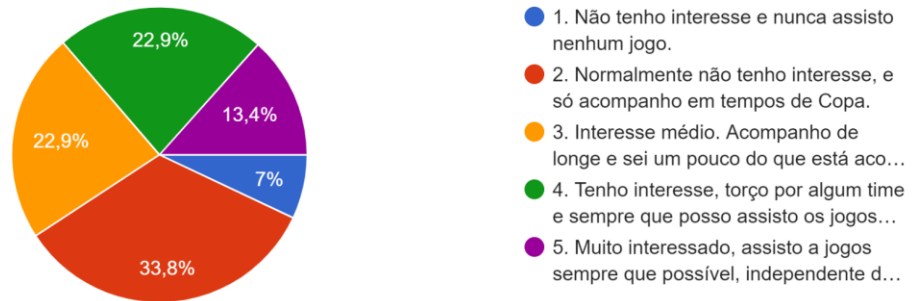 22,9%
13,4%
22,9%
7%
33,8%
1. Não tenho interesse e nunca assisto
nenhum jogo.
2. Normalmente não tenho interesse, e
só acompanho em tempos de Copa.
3. Interesse médio. Acompanho de
longe e sei um pouco do que está aco…
4. Tenho interesse, torço por algum time
e sempre que posso assisto os jogos…
5. Muito interessado, assisto a jogos
sempre que possível, independente d…